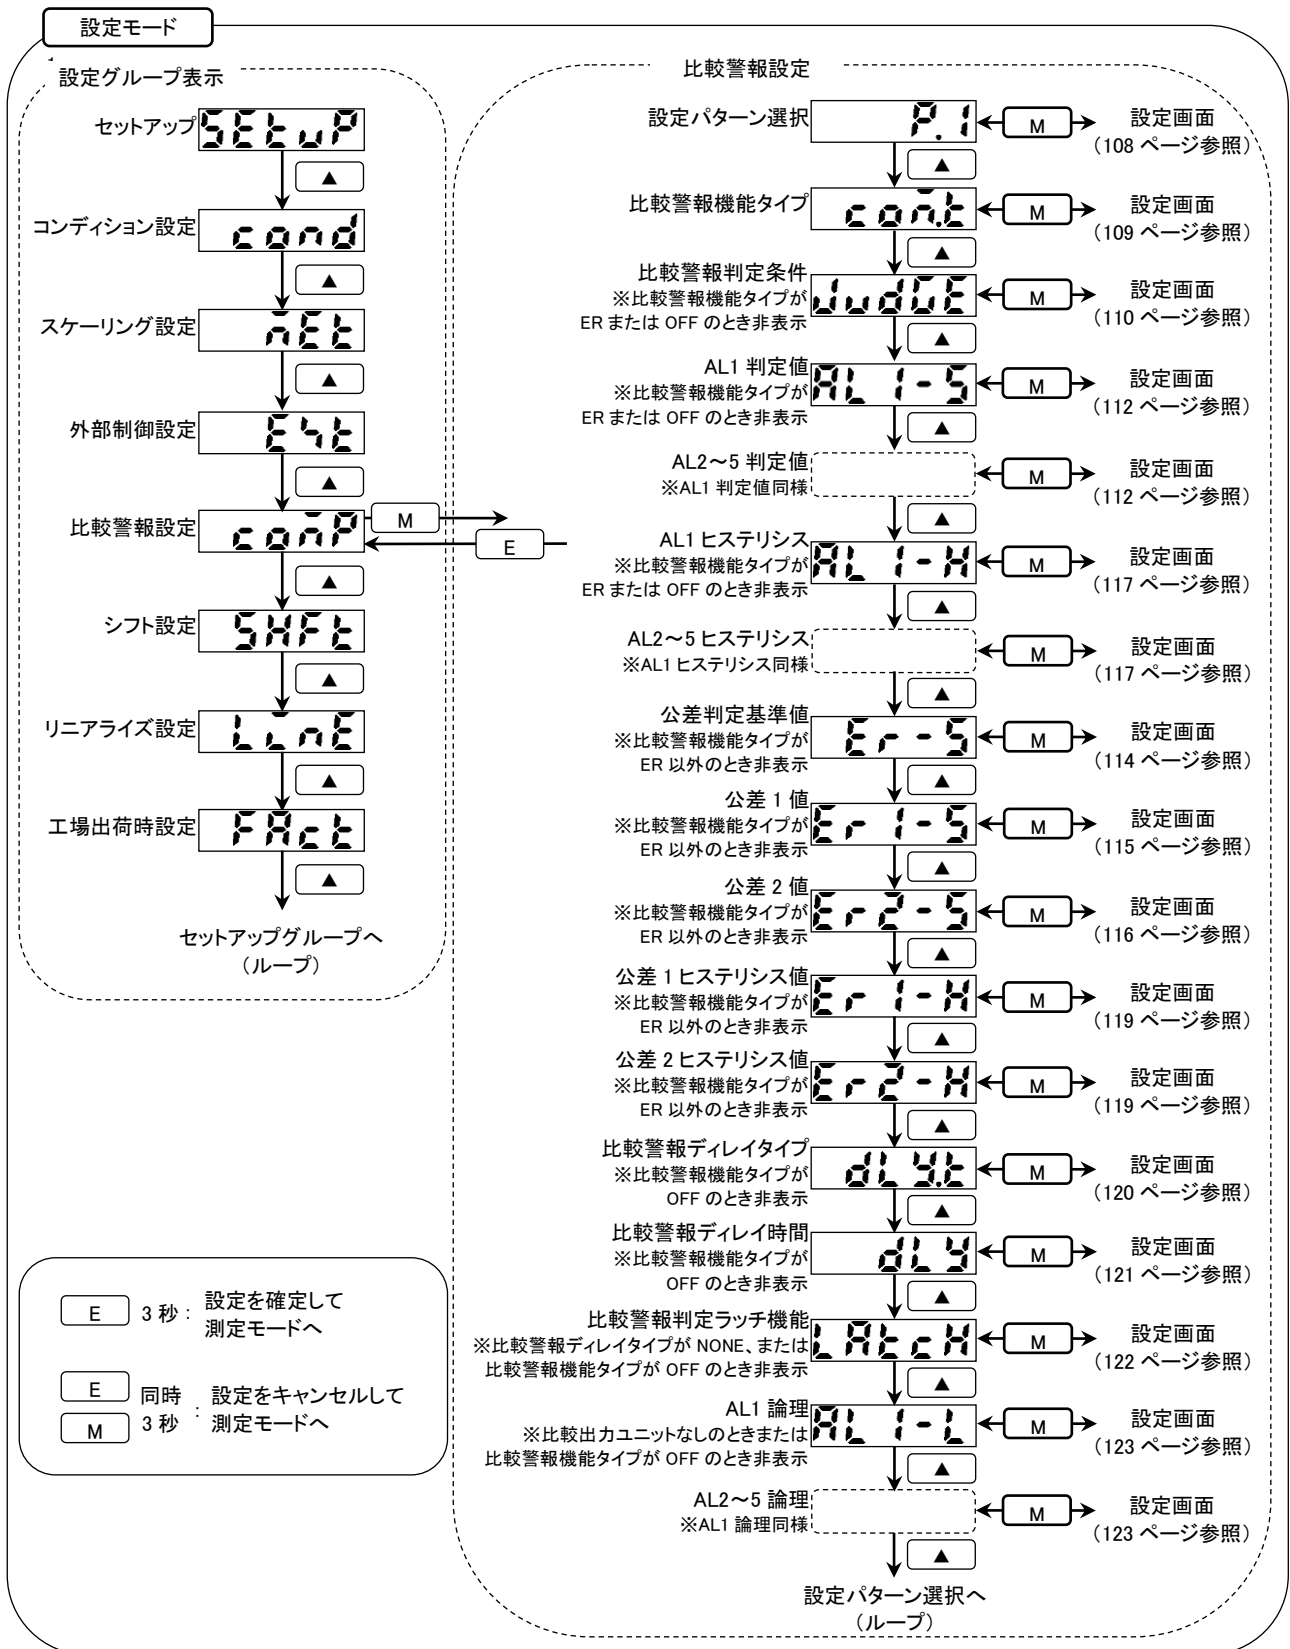 設定モード
設定グループ表示
セットアップ
SEtuP
▲
コンディション設定
cond
▲
スケーリング設定
mEt
▲
外部制御設定
Ext
▲
比較警報設定
comP
M
E
▲
シフト設定
SHFt
▲
リニアライズ設定
LinE
▲
工場出荷時設定
FAct
▲
セットアップグループへ
(ループ)
E 3秒: 設定を確定して
測定モードへ
E 同時
M 3秒
: 設定をキャンセルして
測定モードへ
比較警報設定
設定パターン選択
P.1
M
設定画面
(108 ページ参照)
▲
比較警報機能タイプ
com.t
M
設定画面
(109 ページ参照)
▲
比較警報判定条件
※比較警報機能タイプが
ER または OFF のとき非表示
JudGE
M
設定画面
(110 ページ参照)
▲
AL1 判定値
※比較警報機能タイプが
ER または OFF のとき非表示
AL1-S
M
設定画面
(112 ページ参照)
▲
AL2～5 判定値
※AL1 判定値同様
M
設定画面
(112 ページ参照)
▲
AL1 ヒステリシス
※比較警報機能タイプが
ER または OFF のとき非表示
AL1-H
M
設定画面
(117 ページ参照)
▲
AL2～5 ヒステリシス
※AL1 ヒステリシス同様
M
設定画面
(117 ページ参照)
▲
公差判定基準値
※比較警報機能タイプが
ER 以外のとき非表示
Er-S
M
設定画面
(114 ページ参照)
▲
公差 1 値
※比較警報機能タイプが
ER 以外のとき非表示
Er1-S
M
設定画面
(115 ページ参照)
▲
公差 2 値
※比較警報機能タイプが
ER 以外のとき非表示
Er2-S
M
設定画面
(116 ページ参照)
▲
公差 1 ヒステリシス値
※比較警報機能タイプが
ER 以外のとき非表示
Er1-H
M
設定画面
(119 ページ参照)
▲
公差 2 ヒステリシス値
※比較警報機能タイプが
ER 以外のとき非表示
Er2-H
M
設定画面
(119 ページ参照)
▲
比較警報ディレイタイプ
※比較警報機能タイプが
OFF のとき非表示
dLY.t
M
設定画面
(120 ページ参照)
▲
比較警報ディレイ時間
※比較警報機能タイプが
OFF のとき非表示
dLY
M
設定画面
(121 ページ参照)
▲
比較警報判定ラッチ機能
※比較警報ディレイタイプが NONE、または
比較警報機能タイプが OFF のとき非表示
LAtcH
M
設定画面
(122 ページ参照)
▲
AL1 論理
※比較出力ユニットなしのときまたは
比較警報機能タイプが OFF のとき非表示
AL1-L
M
設定画面
(123 ページ参照)
▲
AL2～5 論理
※AL1 論理同様
M
設定画面
(123 ページ参照)
▲
設定パターン選択へ
(ループ)